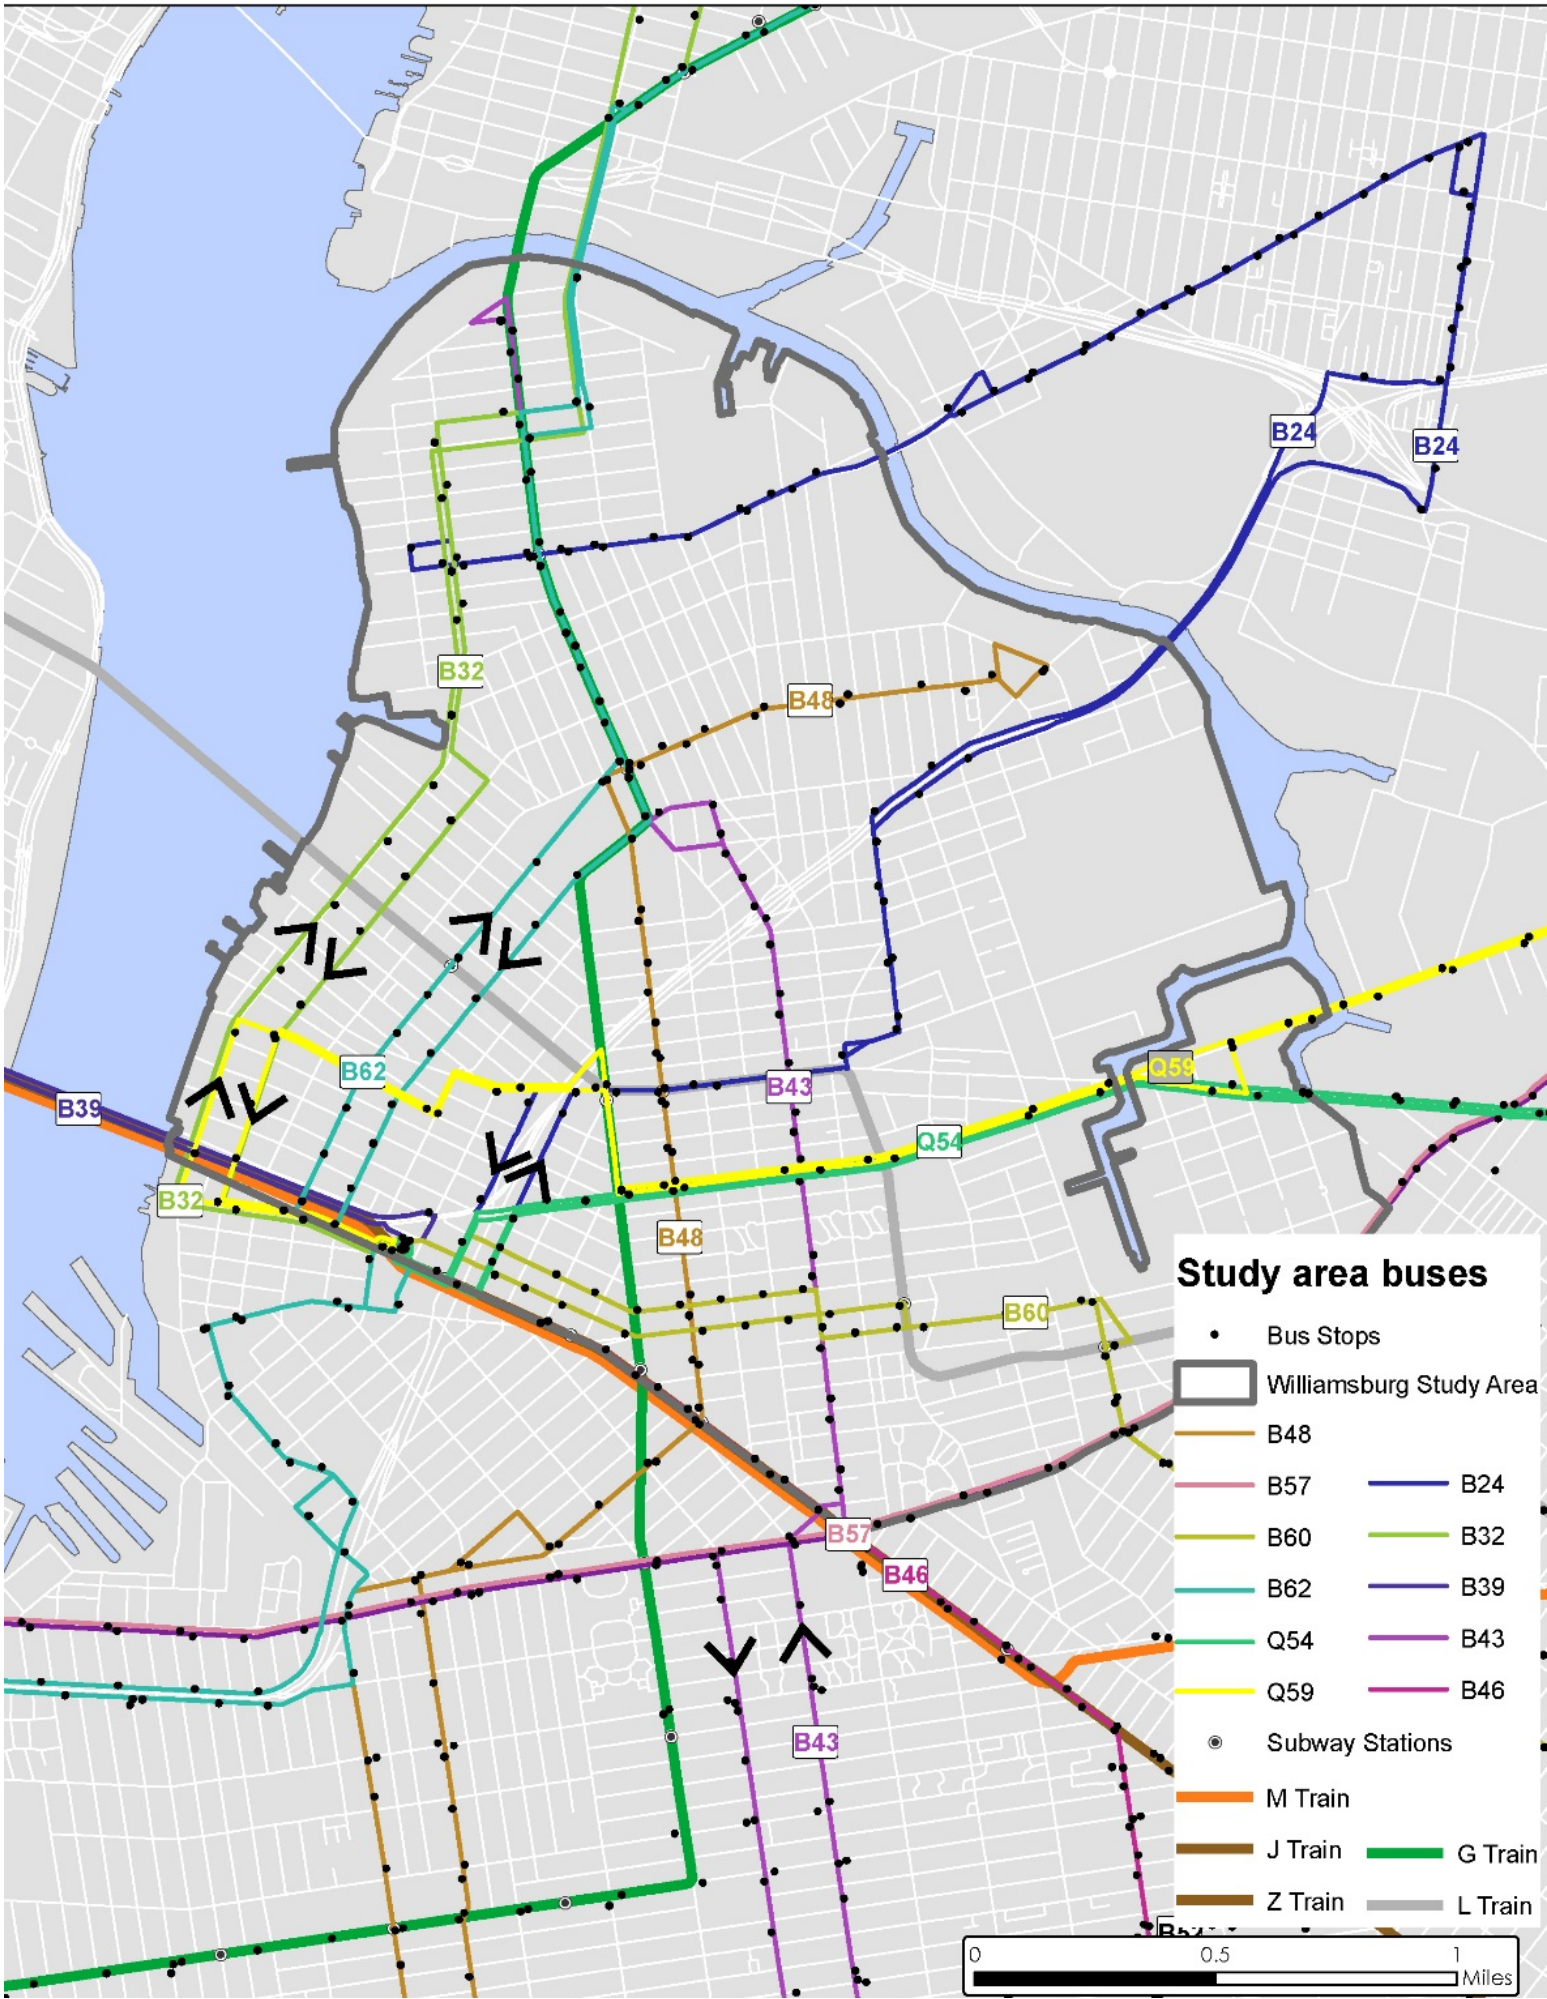 B24
B24
B32
B48
B62
Q59
B43
B39
Q54
B32
B48
B60
B57
B46
B43
Study area buses
Bus Stops
Williamsburg Study Area
B48
B57 B24
B60 B32
B62 B39
Q54 B43
Q59 B46
Subway Stations
M Train
J Train G Train
Z Train L Train
0 0.5 1
Miles